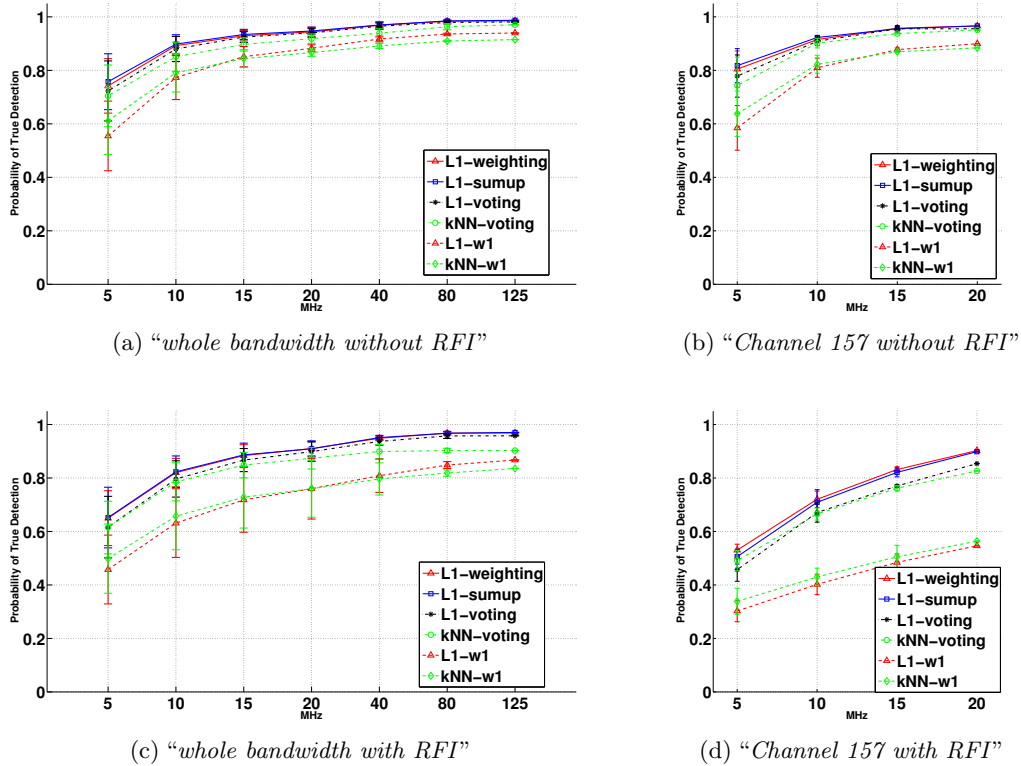 Probability of True Detection
1
0.8
0.6
0.4
0.2
0
5 10 15 20 40 80 125
MHz
L1−weighting
L1−sumup
L1−voting
kNN−voting
L1−w1
kNN−w1
(a) “whole bandwidth without RFI”
Probability of True Detection
1
0.8
0.6
0.4
0.2
0
5 10 15 20
MHz
L1−weighting
L1−sumup
L1−voting
kNN−voting
L1−w1
kNN−w1
(b) “Channel 157 without RFI”
Probability of True Detection
1
0.8
0.6
0.4
0.2
0
5 10 15 20 40 80 125
MHz
L1−weighting
L1−sumup
L1−voting
kNN−voting
L1−w1
kNN−w1
(c) “whole bandwidth with RFI”
Probability of True Detection
1
0.8
0.6
0.4
0.2
0
5 10 15 20
MHz
L1−weighting
L1−sumup
L1−voting
kNN−voting
L1−w1
kNN−w1
(d) “Channel 157 with RFI”